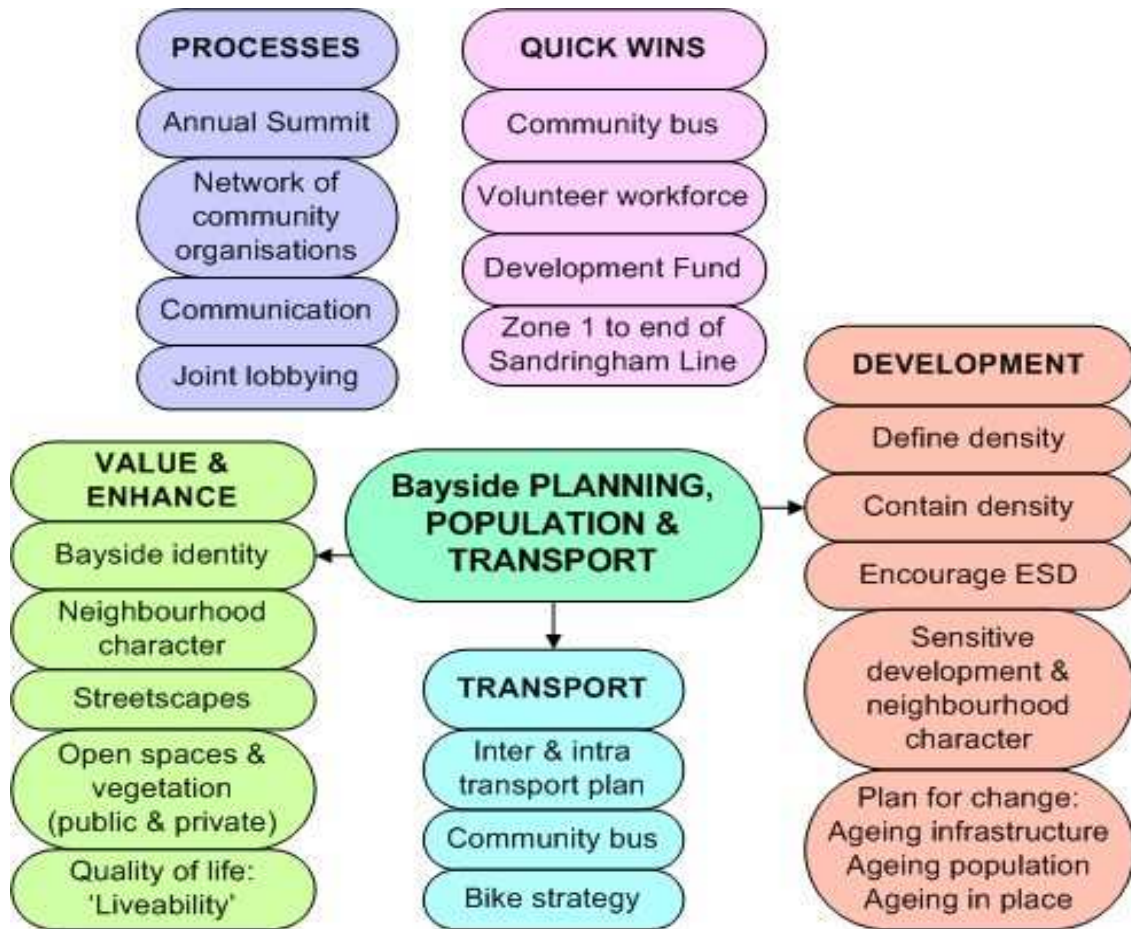 PROCESSES
Annual Summit
Network of
community
organisations
Communication
Joint lobbying
QUICK WINS
Community bus
Volunteer workforce
Development Fund
Zone 1 to end of
Sandringham Line
VALUE &
ENHANCE
Bayside identity
Neighbourhood
character
Streetscapes
Open spaces &
vegetation
(public & private)
Quality of life:
‘Liveability’
Bayside PLANNING,
POPULATION &
TRANSPORT
TRANSPORT
Inter & intra
transport plan
Community bus
Bike strategy
DEVELOPMENT
Define density
Contain density
Encourage ESD
Sensitive
development &
neighbourhood
character
Plan for change:
Ageing infrastructure
Ageing population
Ageing in place